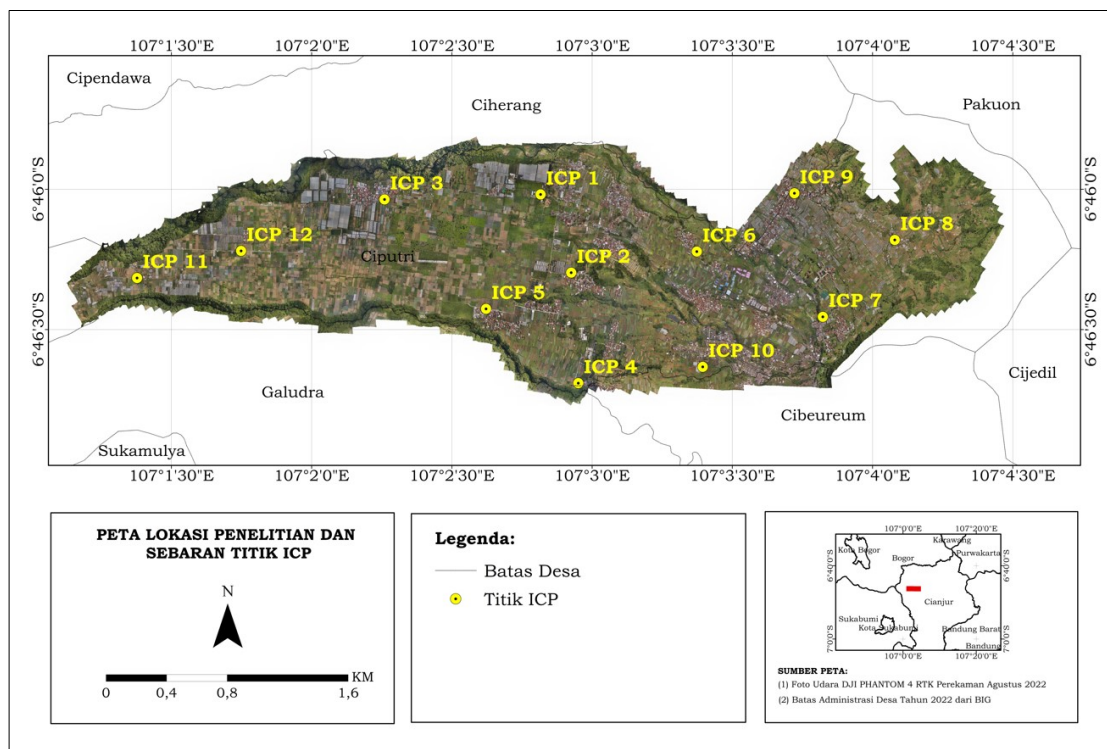 107°1'30"E 107°2'0"E 107°2'30"E 107°3'0"E 107°3'30"E 107°4'0"E 107°4'30"E
Cipendawa
Ciherang
Pakuon
6°46'0"S
6°46'0"S
ICP 3
ICP 1
ICP 9
ICP 12
ICP 6
ICP 8
Ciputri
ICP 2
ICP 11
ICP 5
ICP 7
6°46'30"S
6°46'30"S
ICP 10
ICP 4
Galudra
Cijedil
Cibeureum
Sukamulya
107°1'30"E 107°2'0"E 107°2'30"E 107°3'0"E 107°3'30"E 107°4'0"E 107°4'30"E
PETA LOKASI PENELITIAN DAN
SEBARAN TITIK ICP
N
KM
0 0,4 0,8 1,6
Legenda:
Batas Desa
Titik ICP
107°0'0"E 107°20'0"E
Karawang
Kota Bogor
Bogor
Purwakarta
6°40'0"S
6°40'0"S
Cianjur
Sukabumi
Kota Sukabumi
Bandung Barat
7°0'0"S
7°0'0"S
Bandung
107°0'0"E 107°20'0"E
SUMBER PETA:
(1) Foto Udara DJI PHANTOM 4 RTK Perekaman Agustus 2022
(2) Batas Administrasi Desa Tahun 2022 dari BIG